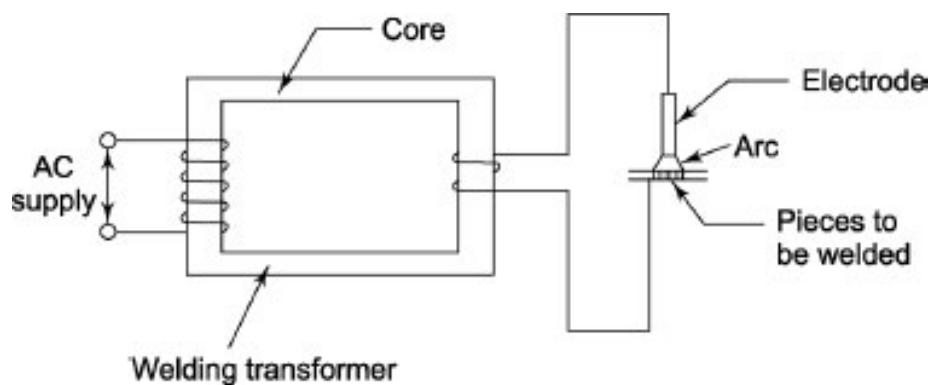 Core
Electrode
Arc
AC
supply
Pieces to
be welded
Welding transformer